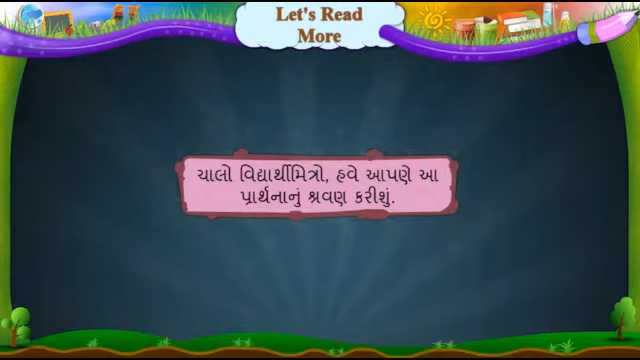 Let's Read
More
ચાલો વિદ્યાર્થીમિત્રો, હવે આપણે આ
પ્રાર્થનાનું શ્રવણ કરીશું.